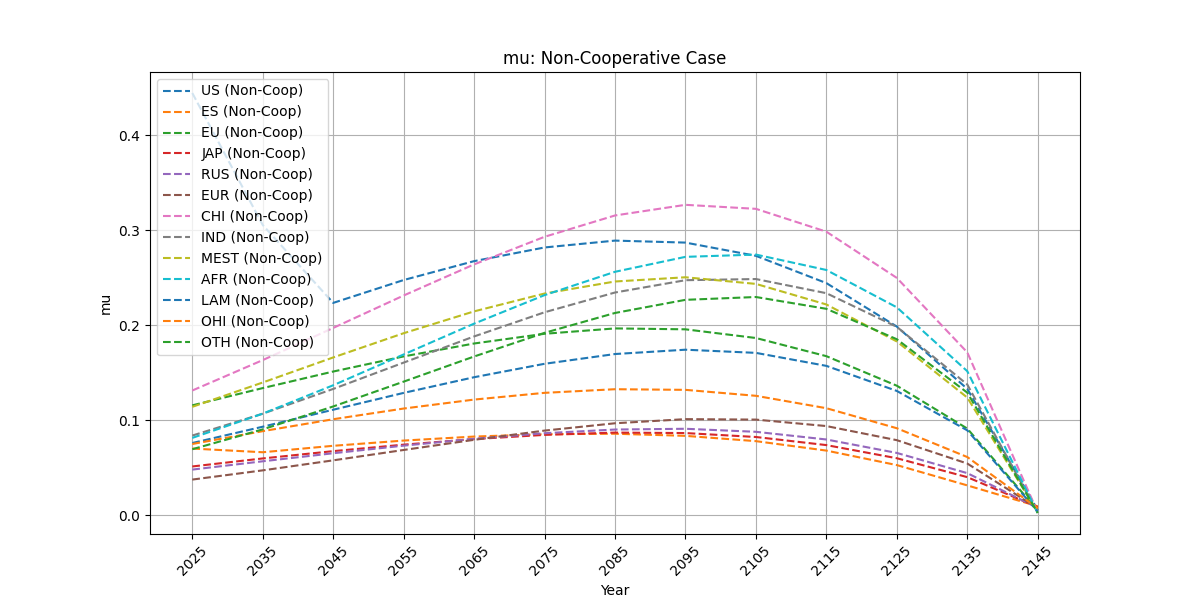 mu: Non-Cooperative Case
US (Non-Coop)
ES (Non-Coop)
EU (Non-Coop)
JAP (Non-Coop)
RUS (Non-Coop)
EUR (Non-Coop)
CHI (Non-Coop)
IND (Non-Coop)
MEST (Non-Coop)
AFR (Non-Coop)
LAM (Non-Coop)
OHI (Non-Coop)
OTH (Non-Coop)
mu
0.4
0.3
0.2
0.1
0.0
2025 2035 2045 2055 2065 2075 2085 2095 2105 2115 2125 2135 2145
Year